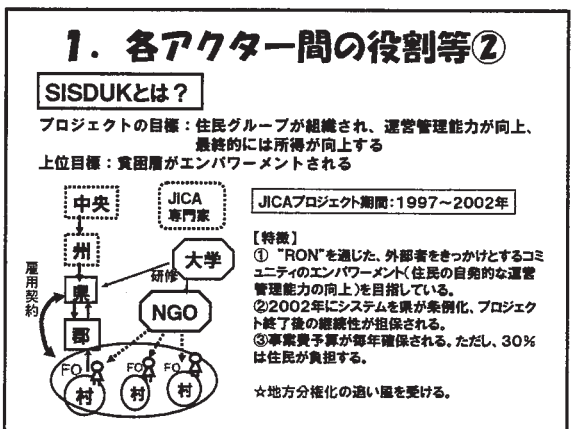 1. 各アクター間の役割等②
SISDUKとは？
プロジェクトの目標：住民グループが組織され、運営管理能力が向上、
最終的には所得が向上する
上位目標：貧困層がエンパワーメントされる
中央
JICA
専門家
州
大学
研修
雇用契約
県
NGO
郡
FO
FO
FO
村
村
村
JICAプロジェクト期間：1997～2002年
【特徴】
① “RON”を通じた、外部者をきっかけとするコミ
ュニティのエンパワーメント（住民の自発的な運営
管理能力の向上）を目指している。
②2002年にシステムを県が条例化、プロジェク
ト終了後の継続性が担保される。
③事業費予算が毎年確保される。ただし、30％
は住民が負担する。
☆地方分権化の追い風を受ける。